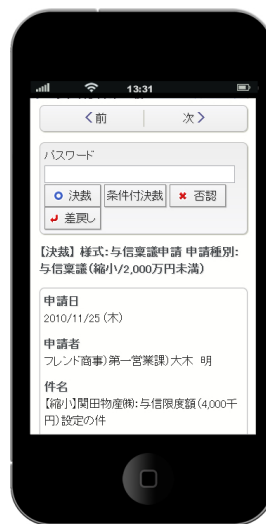 13:31
<前 次>
パスワード
決裁 条件付決裁 否認
差戻し
【決裁】様式:与信稟議申請 申請種別:
与信稟議(縮小/2,000万円未満)
申請日
2010/11/25(木)
申請者
フレンド商事)第一営業課)大木 明
件名
【縮小】関田物産㈱:与信限度額(4,000千
円)設定の件